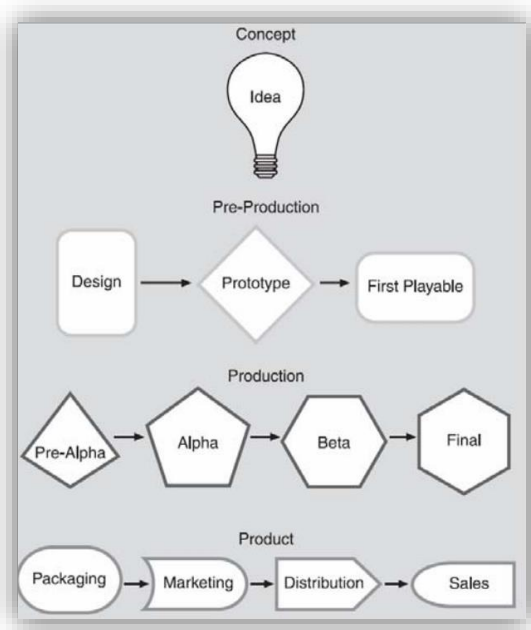 Concept
Idea
Pre-Production
Design
Prototype
First Playable
Production
Pre-Alpha
Alpha
Beta
Final
Product
Packaging
Marketing
Distribution
Sales